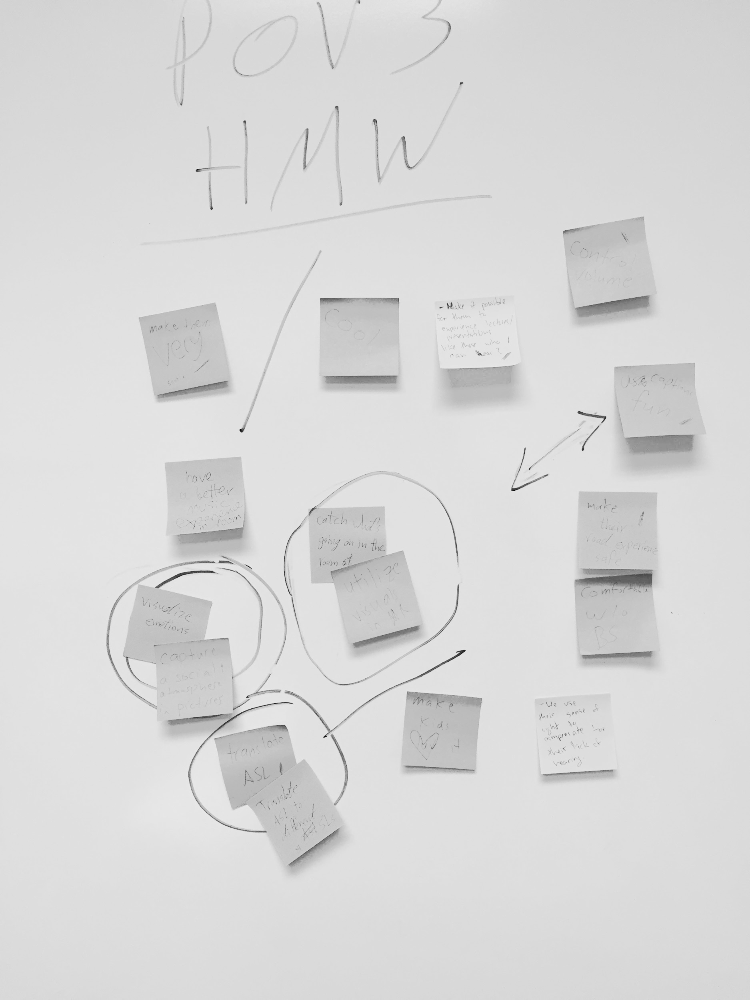 POV 3
HMW
Control
volume
make them
very
Cool
- Make it possible
for them to
experience lectures/
presentations
like those who
can hear?
captions
fun
have
a better
music
experience
in room
catch what's
going on in the
room
utilize
visuals
in
make
their
road experience
safe
Comfortable
w/o
BS
Visualize
emotions
capture
a social
atmosphere
in pictures
make
kids
it
- We use
their sense of
sight to
compensate for
their lack of
hearing.
translate
ASL
Translate
ASL to
different
SLs